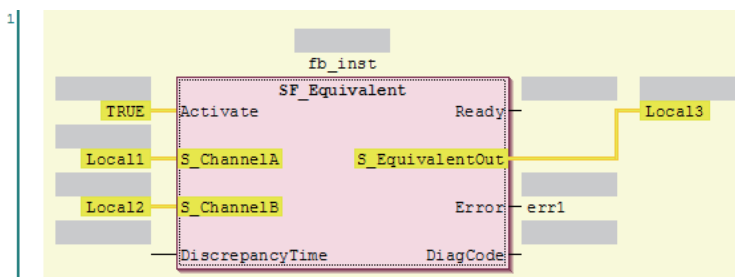 1
fb_inst
SF_Equivalent
TRUE Activate Ready Local3
Local1 S_ChannelA S_EquivalentOut
Local2 S_ChannelB Error err1
DiscrepancyTime DiagCode